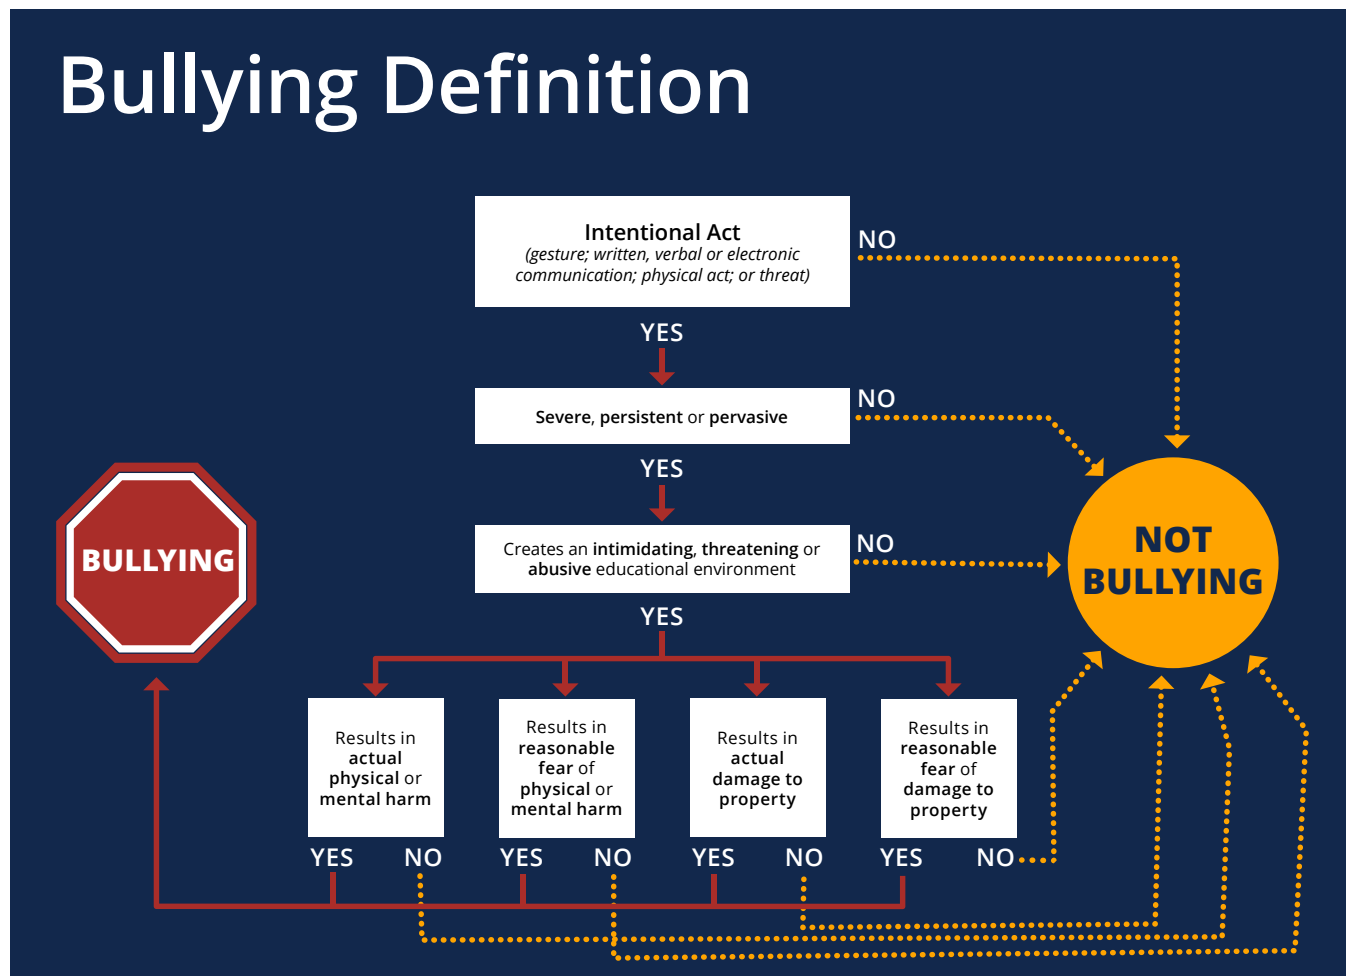 Bullying Definition
Intentional Act
(gesture; written, verbal or electronic
communication; physical act; or threat)
NO
YES
Severe, persistent or pervasive
NO
YES
Creates an intimidating, threatening or
abusive educational environment
NO
YES
BULLYING
NOT
BULLYING
Results in
actual
physical or
mental harm
YES
NO
Results in
reasonable
fear of
physical or
mental harm
YES
NO
Results in
actual
damage to
property
YES
NO
Results in
reasonable
fear of
damage to
property
YES
NO